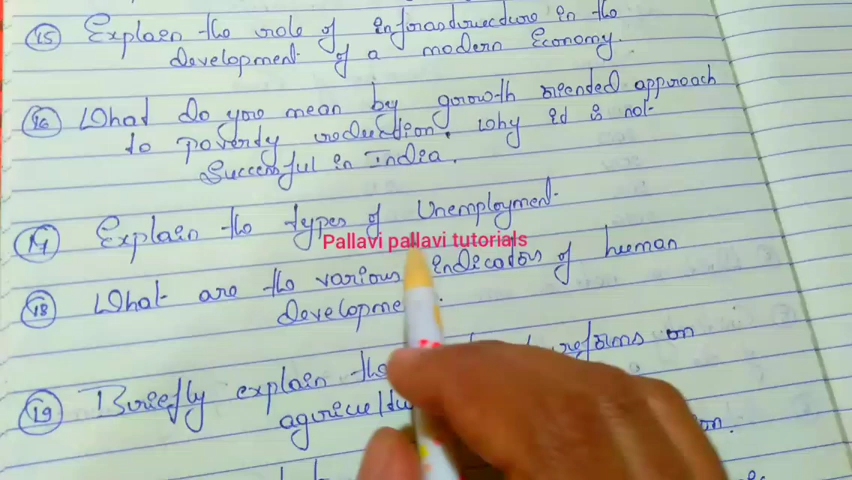 15 Explain the role of infrastructure in the
development of a modern Economy.
16 What do you mean by growth oriented approach
to poverty reduction. why it is not
Successful in India.
17 Explain the types of Unemployment.
Pallavi pallavi tutorials
18 What are the various indicators of human
development.
19 Briefly explain the reforms on